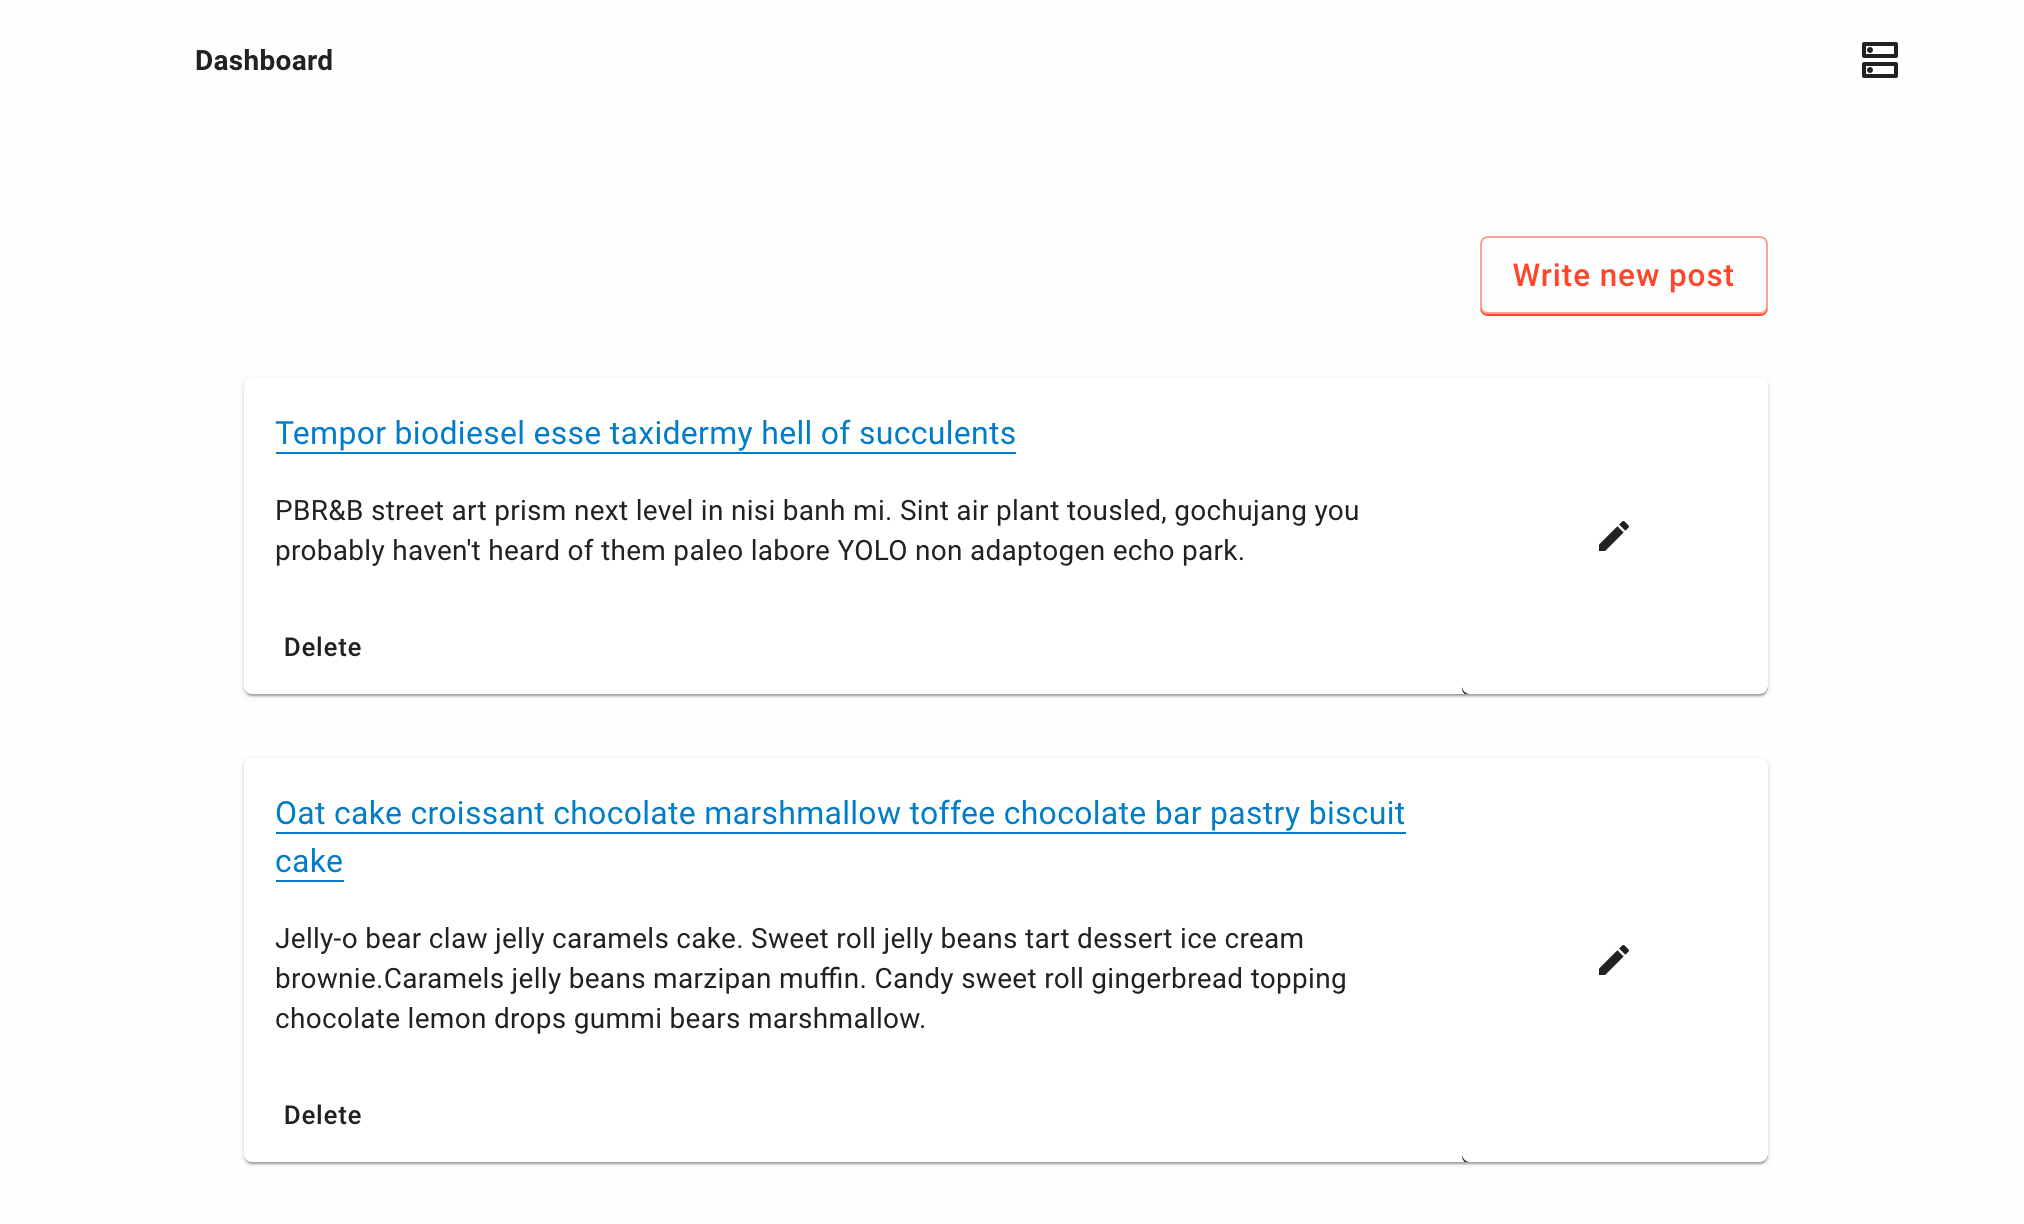 Dashboard
Write new post
Tempor biodiesel esse taxidermy hell of succulents
PBR&B street art prism next level in nisi banh mi. Sint air plant tousled, gochujang you
probably haven't heard of them paleo labore YOLO non adaptogen echo park.
Delete
Oat cake croissant chocolate marshmallow toffee chocolate bar pastry biscuit
cake
Jelly-o bear claw jelly caramels cake. Sweet roll jelly beans tart dessert ice cream
brownie.Caramels jelly beans marzipan muffin. Candy sweet roll gingerbread topping
chocolate lemon drops gummi bears marshmallow.
Delete